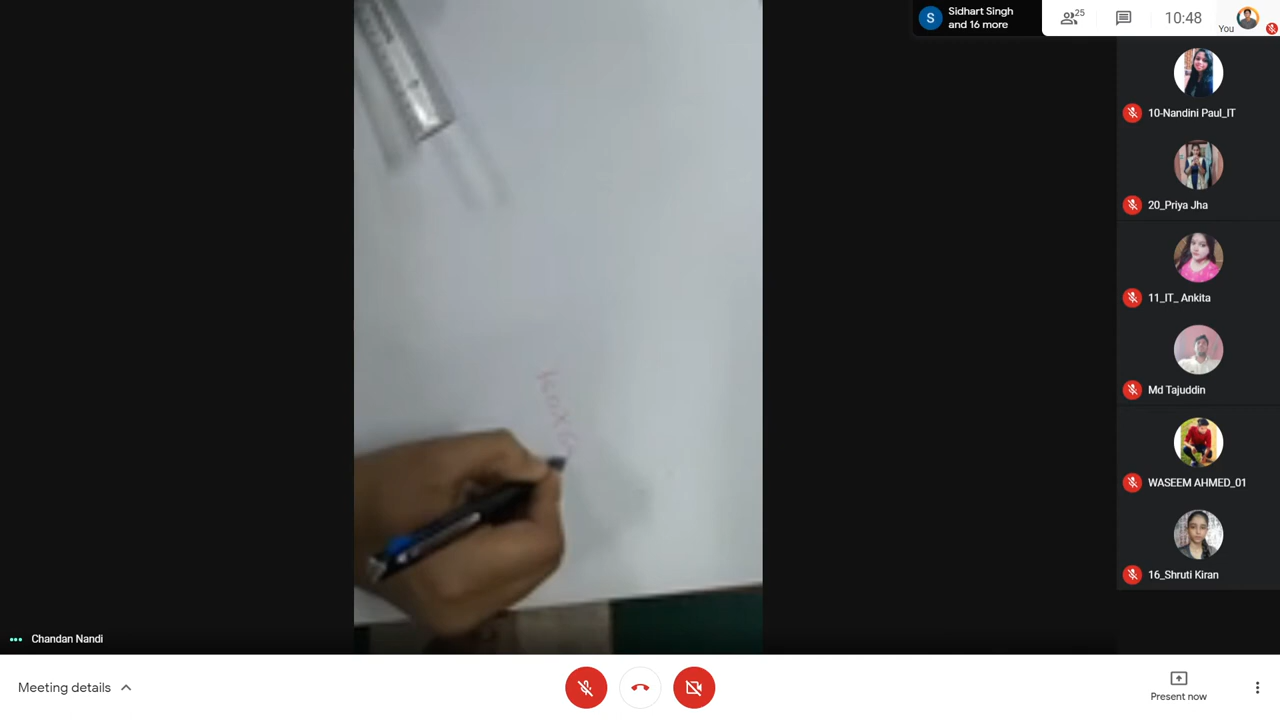 Sidhart Singh
and 16 more
25
10:48
You
S
10-Nandini Paul_IT
20_Priya Jha
11_IT_ Ankita
Md Tajuddin
WASEEM AHMED_01
16_Shruti Kiran
Chandan Nandi
Meeting details
Present now